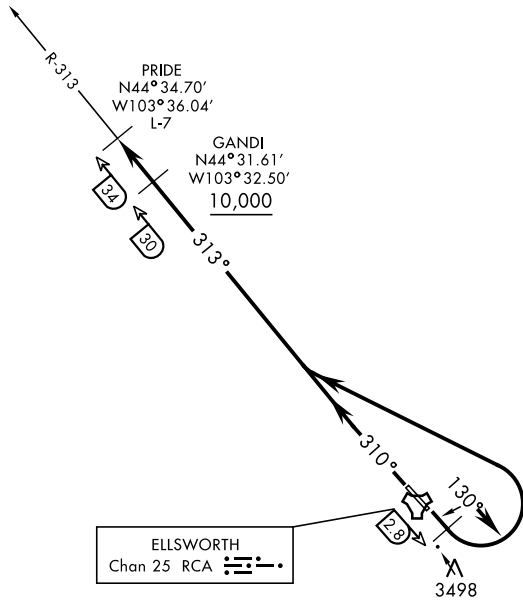 R-313
PRIDE
N44° 34.70'
W103° 36.04'
L-7
GANDI
N44° 31.61'
W103° 32.50'
10,000
34
30
313°
310°
130°
2.8
ELLSWORTH
Chan 25 RCA
3498